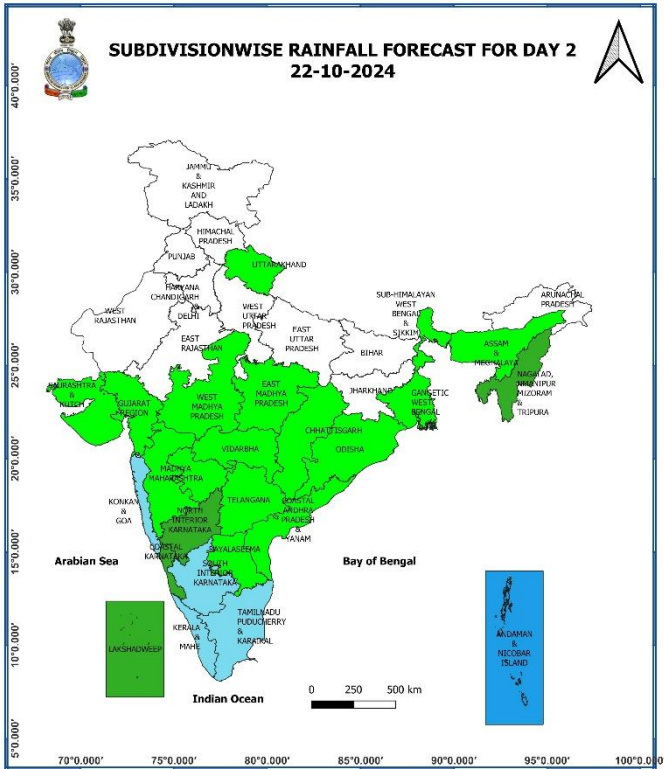 SUBDIVISIONWISE RAINFALL FORECAST FOR DAY 2
22-10-2024
40°0.000'
35°0.000'
30°0.000'
25°0.000'
20°0.000'
15°0.000'
10°0.000'
5°0.000'
JAMMU
&
KASHMIR
AND
LADAKH
HIMACHAL
PRADESH
PUNJAB
UTTARAKHAND
HARYANA
CHANDIGARH
&
DELHI
WEST
RAJASTHAN
WEST
UTTAR
PRADESH
EAST
RAJASTHAN
EAST
UTTAR
PRADESH
SUB-HIMALAYAN
WEST
BENGAL
&
SIKKIM
ARUNACHAL
PRADESH
BIHAR
ASSAM
&
MEGHALAYA
NAGALAD,
MANIPUR
MIZORAM
&
TRIPURA
JHARKHAND
GANGETIC
WEST
BENGAL
SAURASHTRA
&
KUTCH
GUJARAT
REGION
WEST
MADHYA
PRADESH
EAST
MADHYA
PRADESH
CHHATTISGARH
ODISHA
VIDARBHA
MADHYA
MAHARASHTRA
KONKAN
&
GOA
NORTH
INTERIOR
KARNATAKA
TELANGANA
COASTAL
ANDHRA
PRADESH
&
YANAM
COASTAL
KARNATAKA
RAYALASEEMA
SOUTH
INTERIOR
KARNATAKA
Arabian Sea
Bay of Bengal
TAMILNADU
PUDUCHERRY
&
KARAIKAL
KERALA
&
MAHE
LAKSHADWEEP
ANDAMAN
&
NICOBAR
ISLAND
Indian Ocean
0 250 500 km
70°0.000' 75°0.000' 80°0.000' 85°0.000' 90°0.000' 95°0.000' 100°0.000'